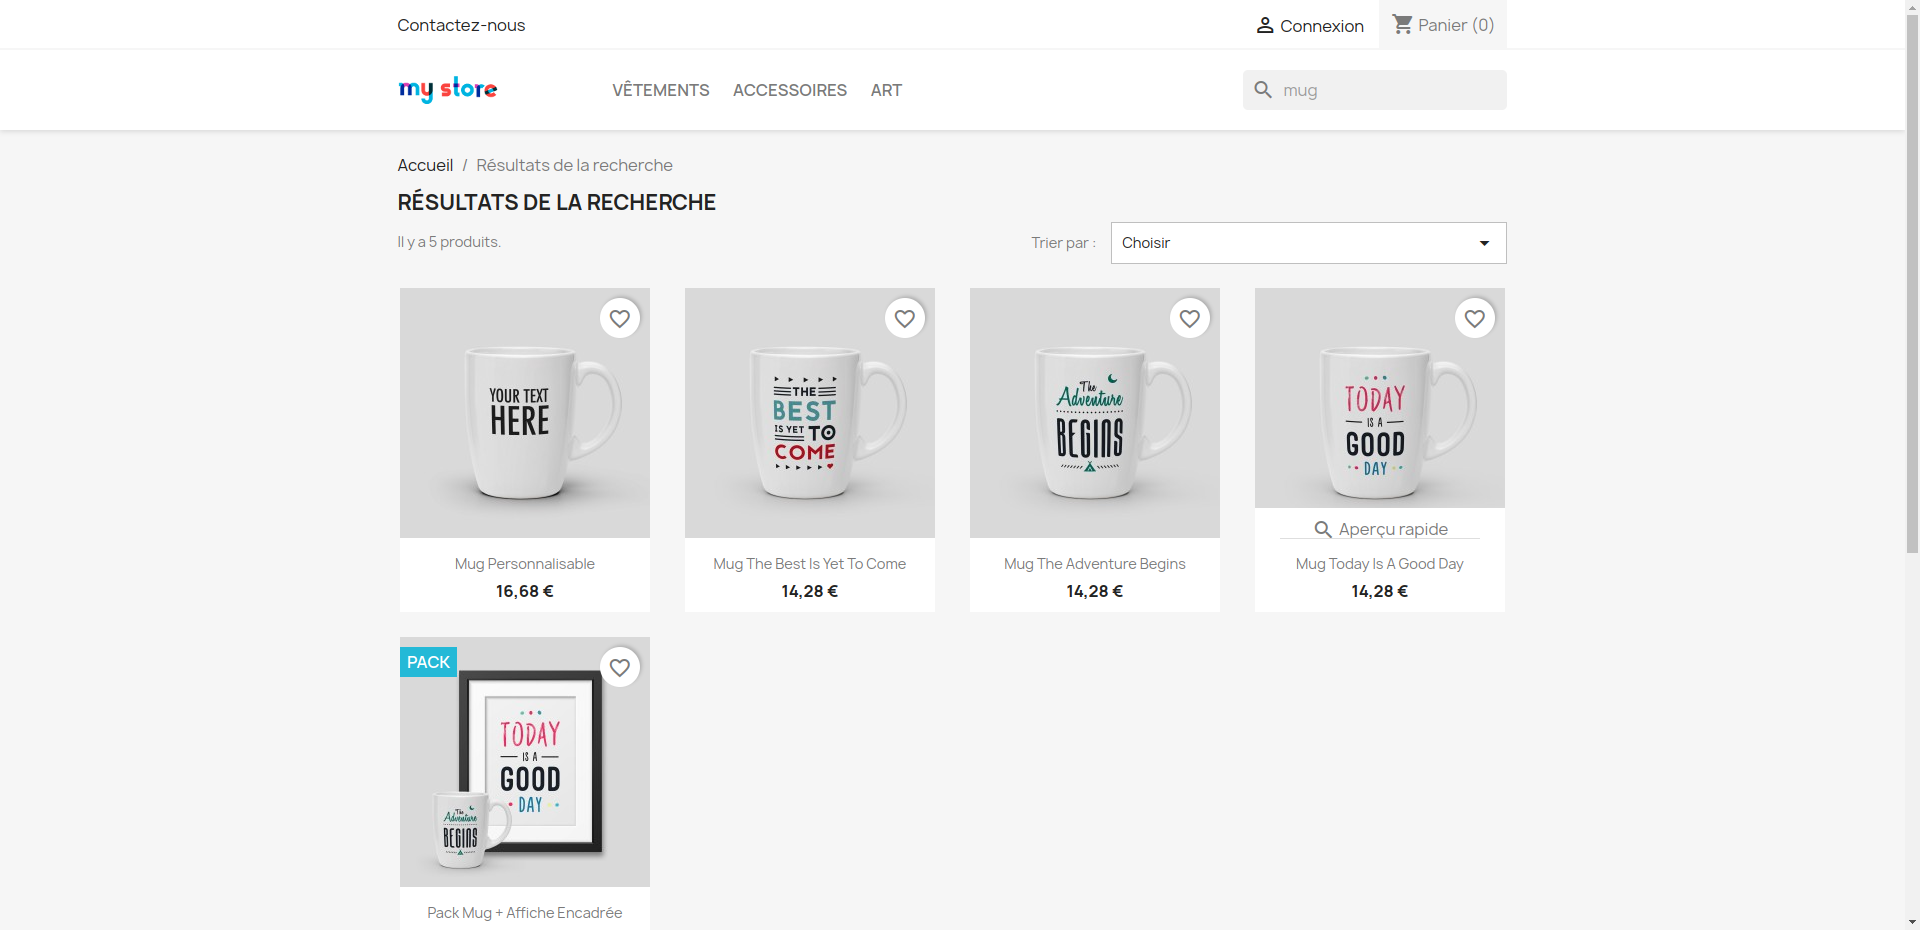 Contactez-nous
Connexion
Panier (0)
my store
VÊTEMENTS
ACCESSOIRES
ART
mug
Accueil / Résultats de la recherche
RÉSULTATS DE LA RECHERCHE
Il y a 5 produits.
Trier par :
Choisir
YOUR TEXT
HERE
THE
BEST
IS YET TO
COME
The
Adventure
BEGINS
TODAY
IS A
GOOD
DAY
Aperçu rapide
Mug Personnalisable
16,68 €
Mug The Best Is Yet To Come
14,28 €
Mug The Adventure Begins
14,28 €
Mug Today Is A Good Day
14,28 €
PACK
TODAY
IS A
GOOD
DAY
The
Adventure
BEGINS
Pack Mug + Affiche Encadrée